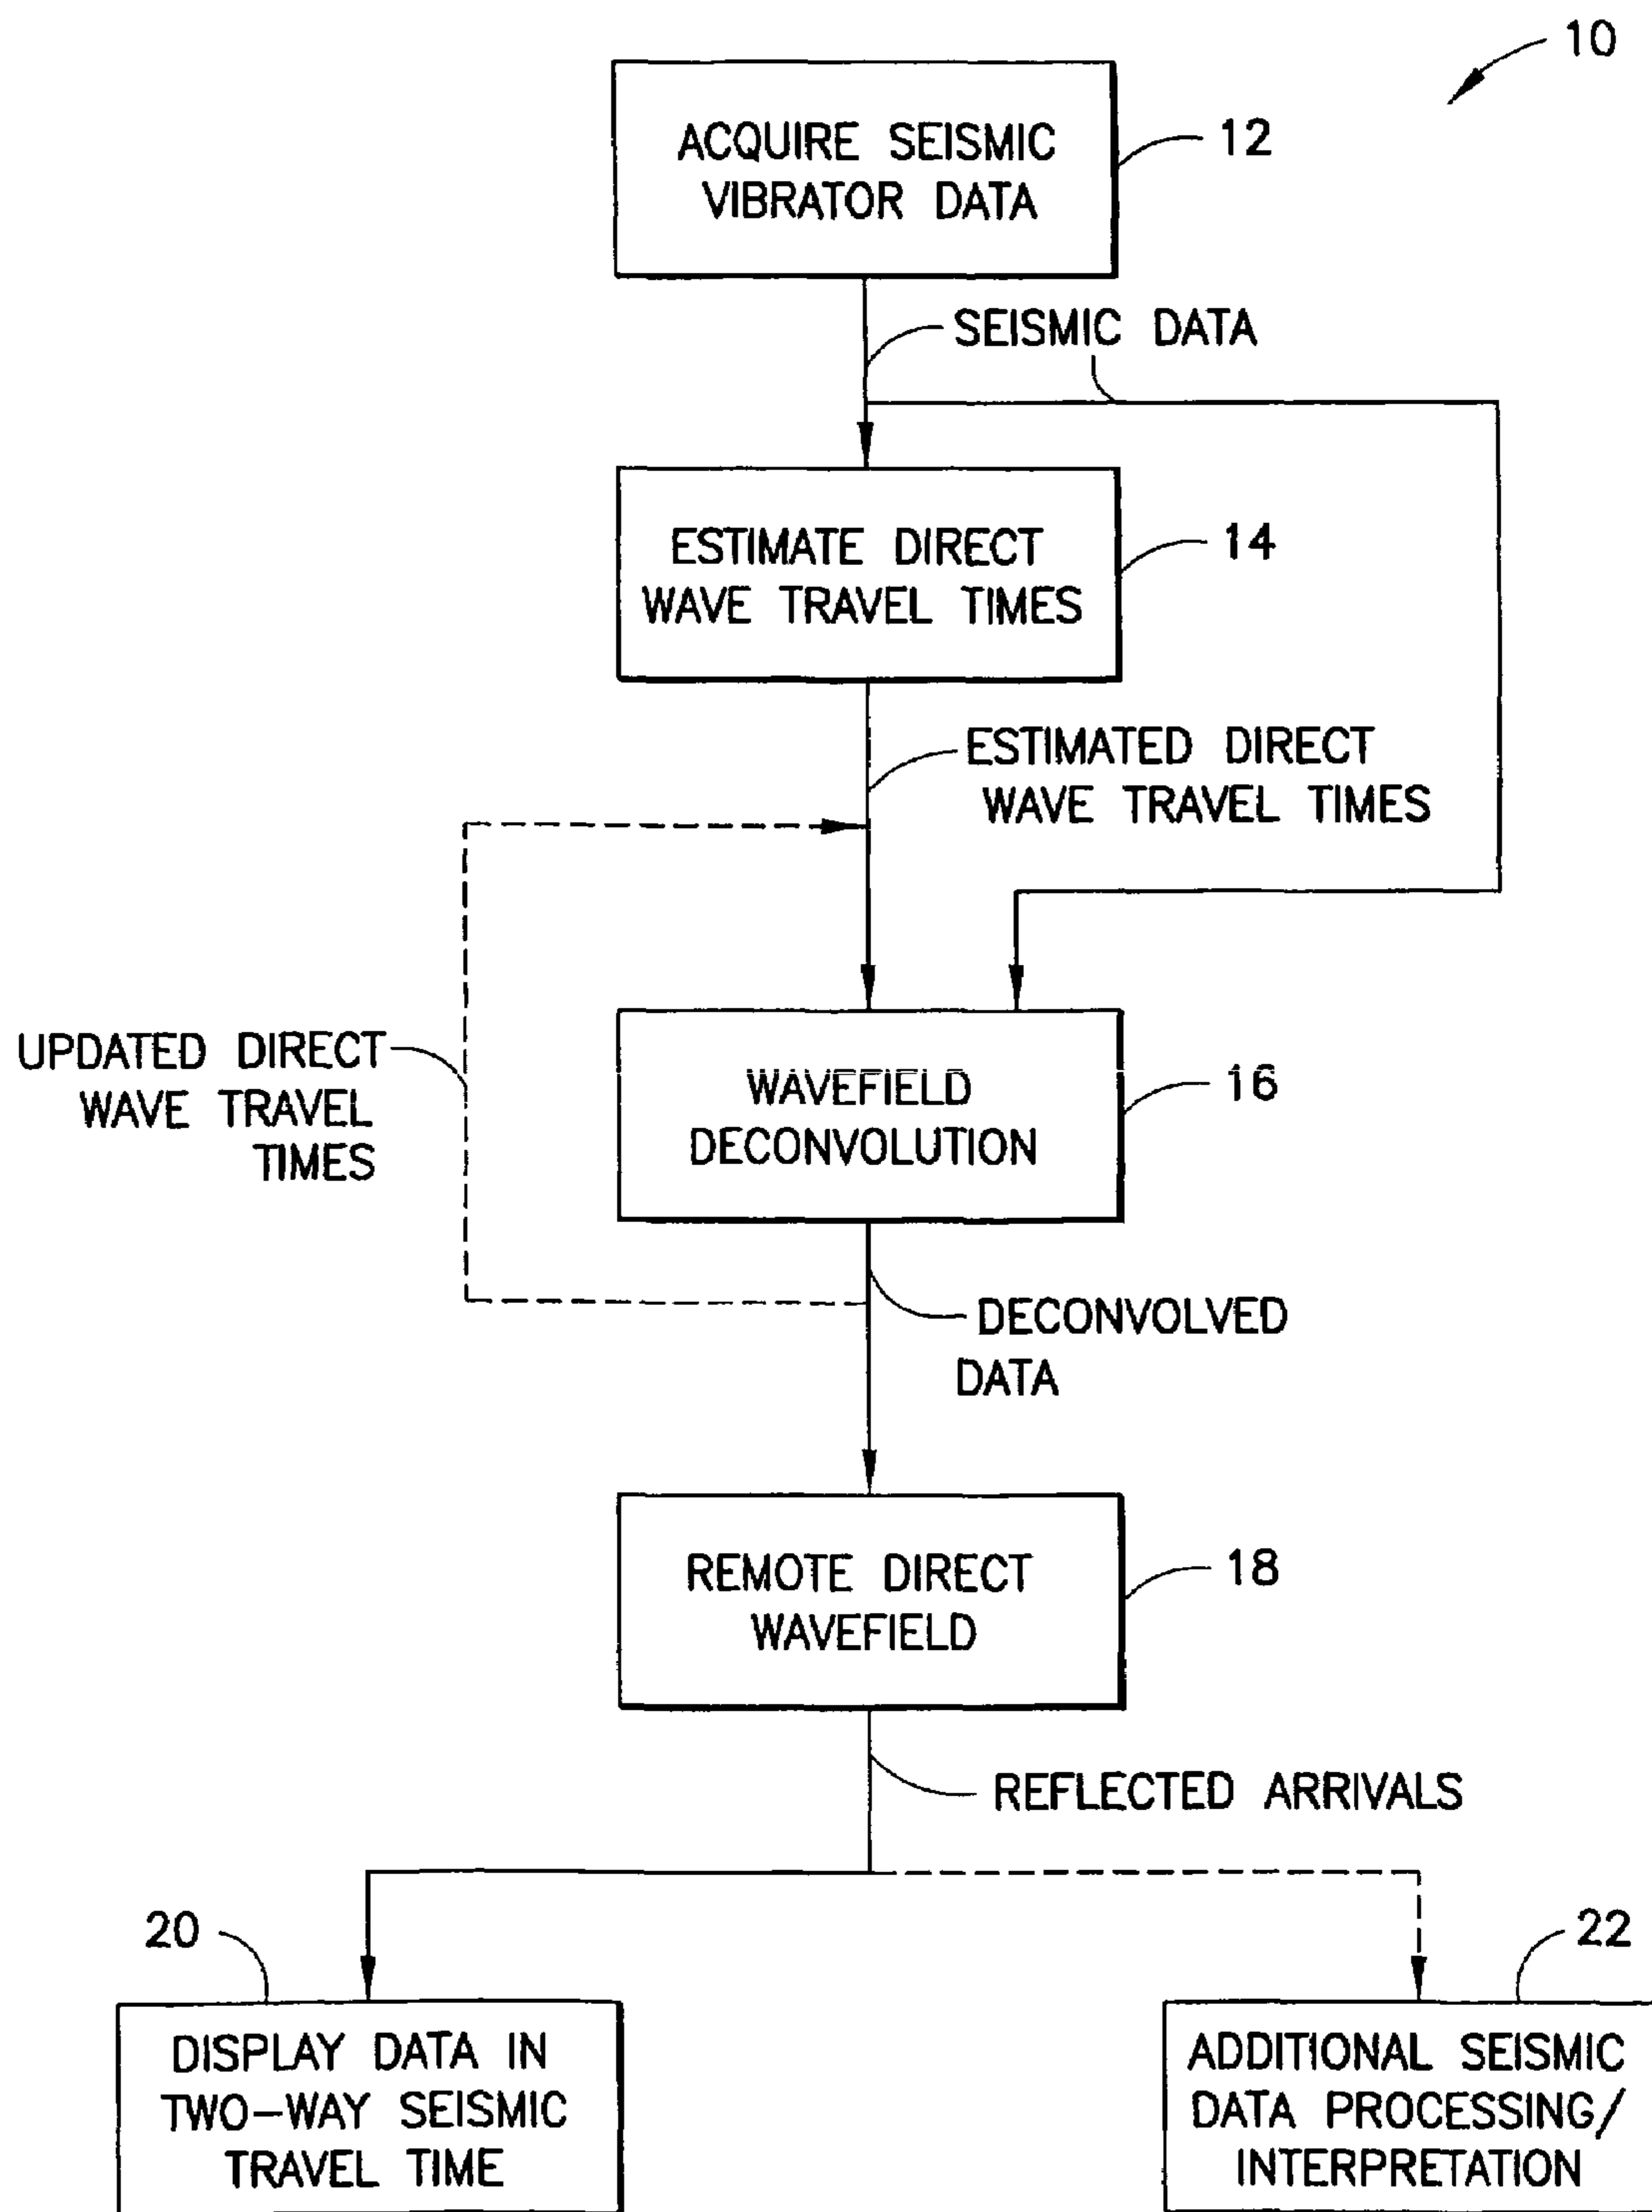 10
ACQUIRE SEISMIC
VIBRATOR DATA
12
SEISMIC DATA
ESTIMATE DIRECT
WAVE TRAVEL TIMES
14
ESTIMATED DIRECT
WAVE TRAVEL TIMES
UPDATED DIRECT
WAVE TRAVEL
TIMES
WAVEFIELD
DECONVOLUTION
16
DECONVOLVED
DATA
REMOTE DIRECT
WAVEFIELD
18
REFLECTED ARRIVALS
20
DISPLAY DATA IN
TWO-WAY SEISMIC
TRAVEL TIME
22
ADDITIONAL SEISMIC
DATA PROCESSING/
INTERPRETATION